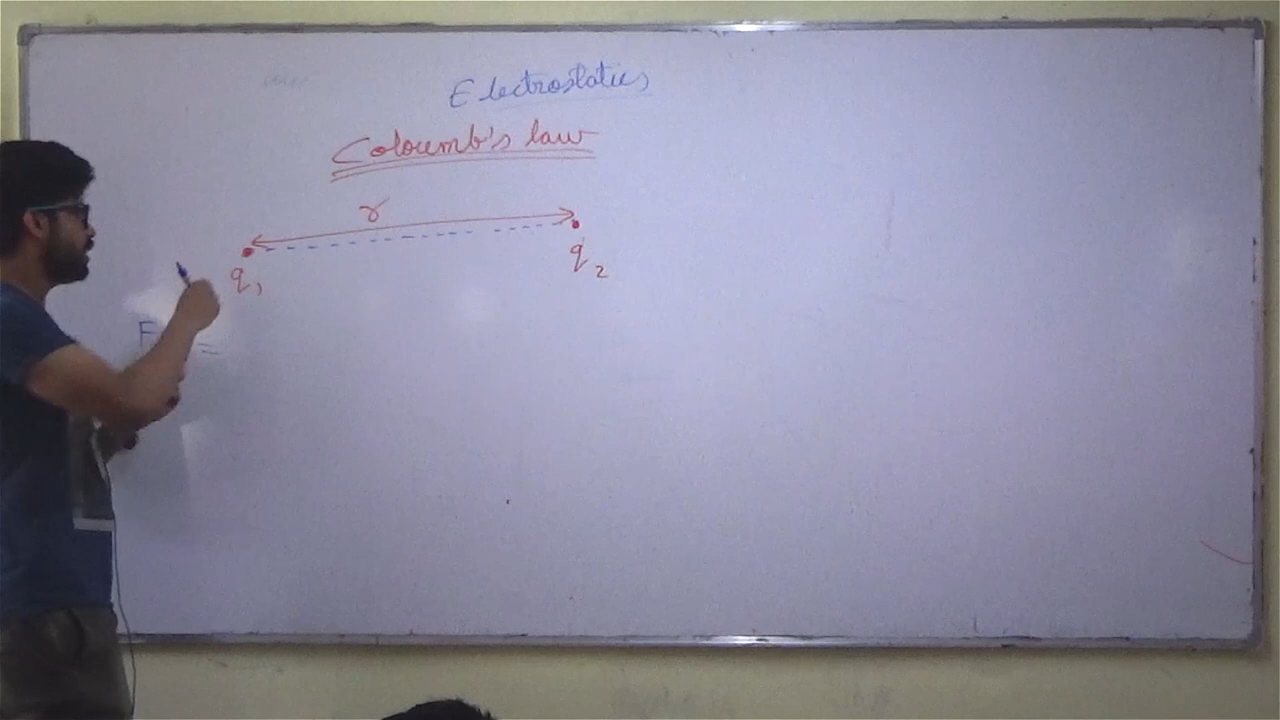 Electrostatics
Coloumb's law
r
q₁
q₂
F =